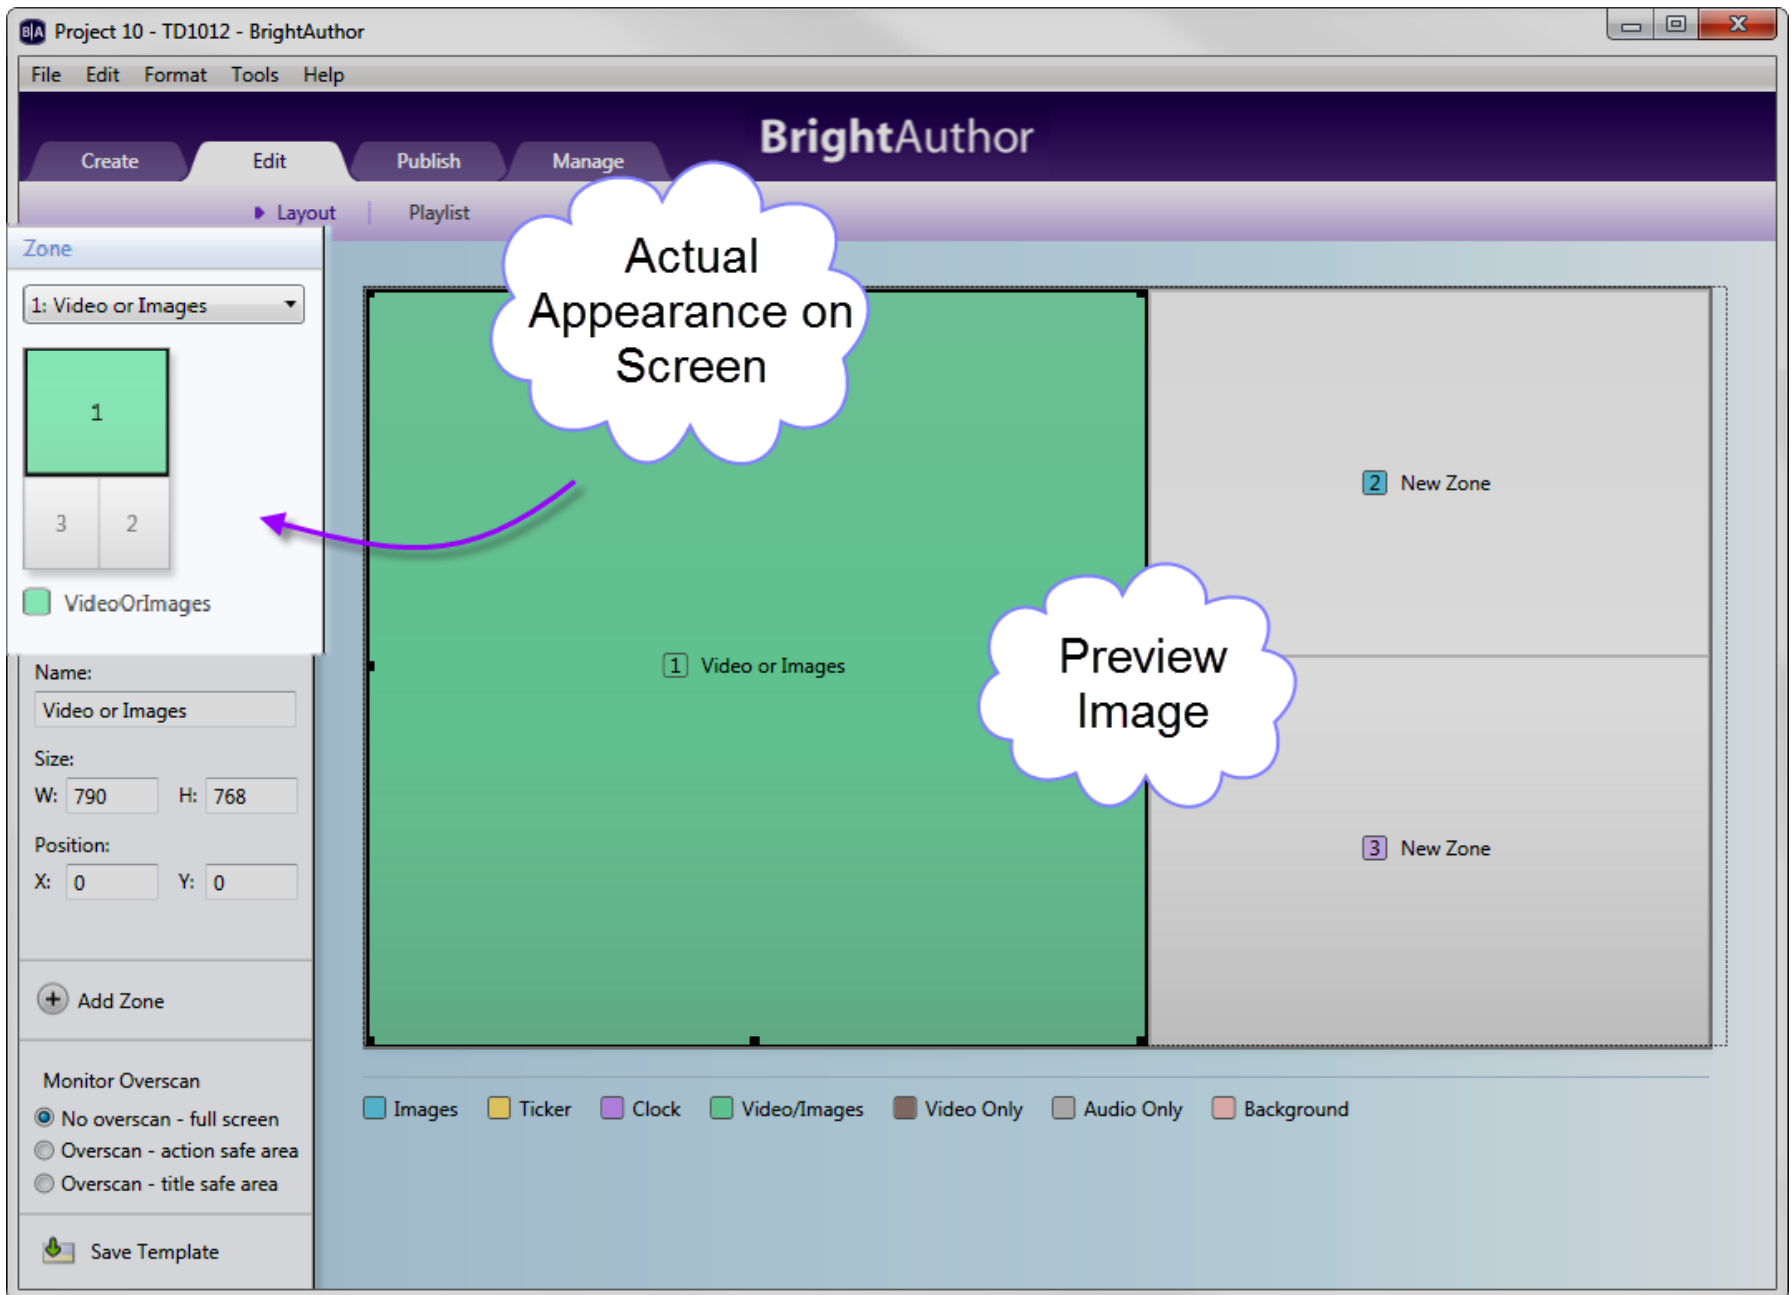 B|A Project 10 - TD1012 - BrightAuthor
File Edit Format Tools Help
BrightAuthor
Create Edit Publish Manage
Layout Playlist
Zone
1: Video or Images
1
3 2
VideoOrImages
Name:
Video or Images
Size:
W: 790 H: 768
Position:
X: 0 Y: 0
Add Zone
Monitor Overscan
No overscan - full screen
Overscan - action safe area
Overscan - title safe area
Save Template
Actual
Appearance on
Screen
1 Video or Images
2 New Zone
Preview
Image
3 New Zone
Images Ticker Clock Video/Images Video Only Audio Only Background